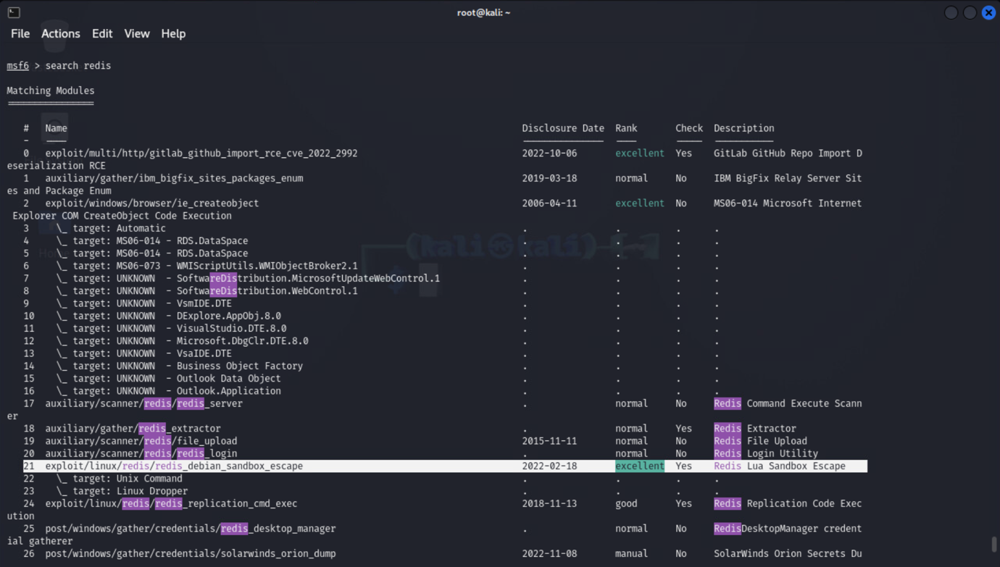 root@kali: ~
File Actions Edit View Help
msf6 > search redis
Matching Modules
================
# Name Disclosure Date Rank Check Description
- ---- --------------- ---- ----- -----------
0 exploit/multi/http/gitlab_github_import_rce_cve_2022_2992 2022-10-06 excellent Yes GitLab GitHub Repo Import D
eserialization RCE
1 auxiliary/gather/ibm_bigfix_sites_packages_enum 2019-03-18 normal No IBM BigFix Relay Server Sit
es and Package Enum
2 exploit/windows/browser/ie_createobject 2006-04-11 excellent No MS06-014 Microsoft Internet
Explorer COM CreateObject Code Execution
3 \_ target: Automatic . . . .
4 \_ target: MS06-014 - RDS.DataSpace . . . .
5 \_ target: MS06-014 - RDS.DataSpace . . . .
6 \_ target: MS06-073 - WMIScriptUtils.WMIObjectBroker2.1 . . . .
7 \_ target: UNKNOWN - SoftwareDistribution.MicrosoftUpdateWebControl.1 . . . .
8 \_ target: UNKNOWN - SoftwareDistribution.WebControl.1 . . . .
9 \_ target: UNKNOWN - VsmIDE.DTE . . . .
10 \_ target: UNKNOWN - DExplore.AppObj.8.0 . . . .
11 \_ target: UNKNOWN - VisualStudio.DTE.8.0 . . . .
12 \_ target: UNKNOWN - Microsoft.DbgClr.DTE.8.0 . . . .
13 \_ target: UNKNOWN - VsaIDE.DTE . . . .
14 \_ target: UNKNOWN - Business Object Factory . . . .
15 \_ target: UNKNOWN - Outlook Data Object . . . .
16 \_ target: UNKNOWN - Outlook.Application . . . .
17 auxiliary/scanner/redis/redis_server . normal No Redis Command Execute Scann
er
18 auxiliary/gather/redis_extractor . normal Yes Redis Extractor
19 auxiliary/scanner/redis/file_upload 2015-11-11 normal No Redis File Upload
20 auxiliary/scanner/redis/redis_login . normal No Redis Login Utility
21 exploit/linux/redis/redis_debian_sandbox_escape 2022-02-18 excellent Yes Redis Lua Sandbox Escape
22 \_ target: Unix Command . . . .
23 \_ target: Linux Dropper . . . .
24 exploit/linux/redis/redis_replication_cmd_exec 2018-11-13 good Yes Redis Replication Code Exec
ution
25 post/windows/gather/credentials/redis_desktop_manager . normal No RedisDesktopManager credent
ial gatherer
26 post/windows/gather/credentials/solarwinds_orion_dump 2022-11-08 manual No SolarWinds Orion Secrets Du